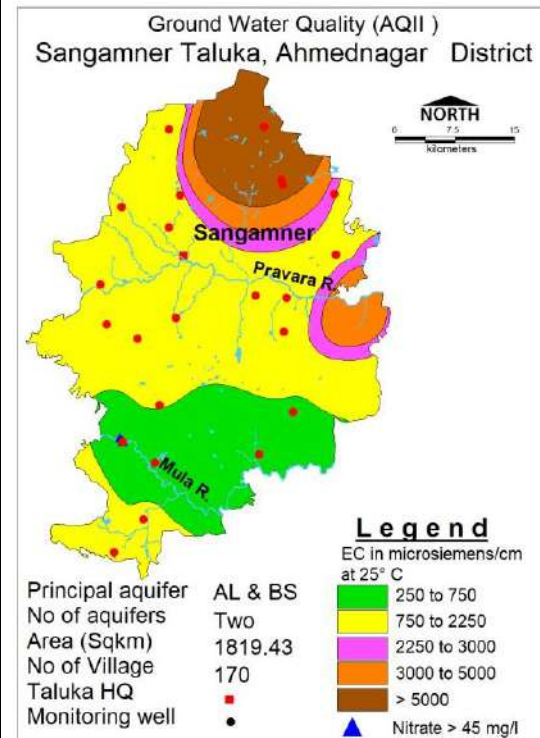 Ground Water Quality (AQII )
Sangamner Taluka, Ahmednagar District
NORTH
0 7.5 15
kilometers
Sangamner
Pravara R.
Mula R.
Legend
EC in microsiemens/cm
at 25° C
250 to 750
750 to 2250
2250 to 3000
3000 to 5000
> 5000
Nitrate > 45 mg/l
Principal aquifer AL & BS
No of aquifers Two
Area (Sqkm) 1819.43
No of Village 170
Taluka HQ
Monitoring well